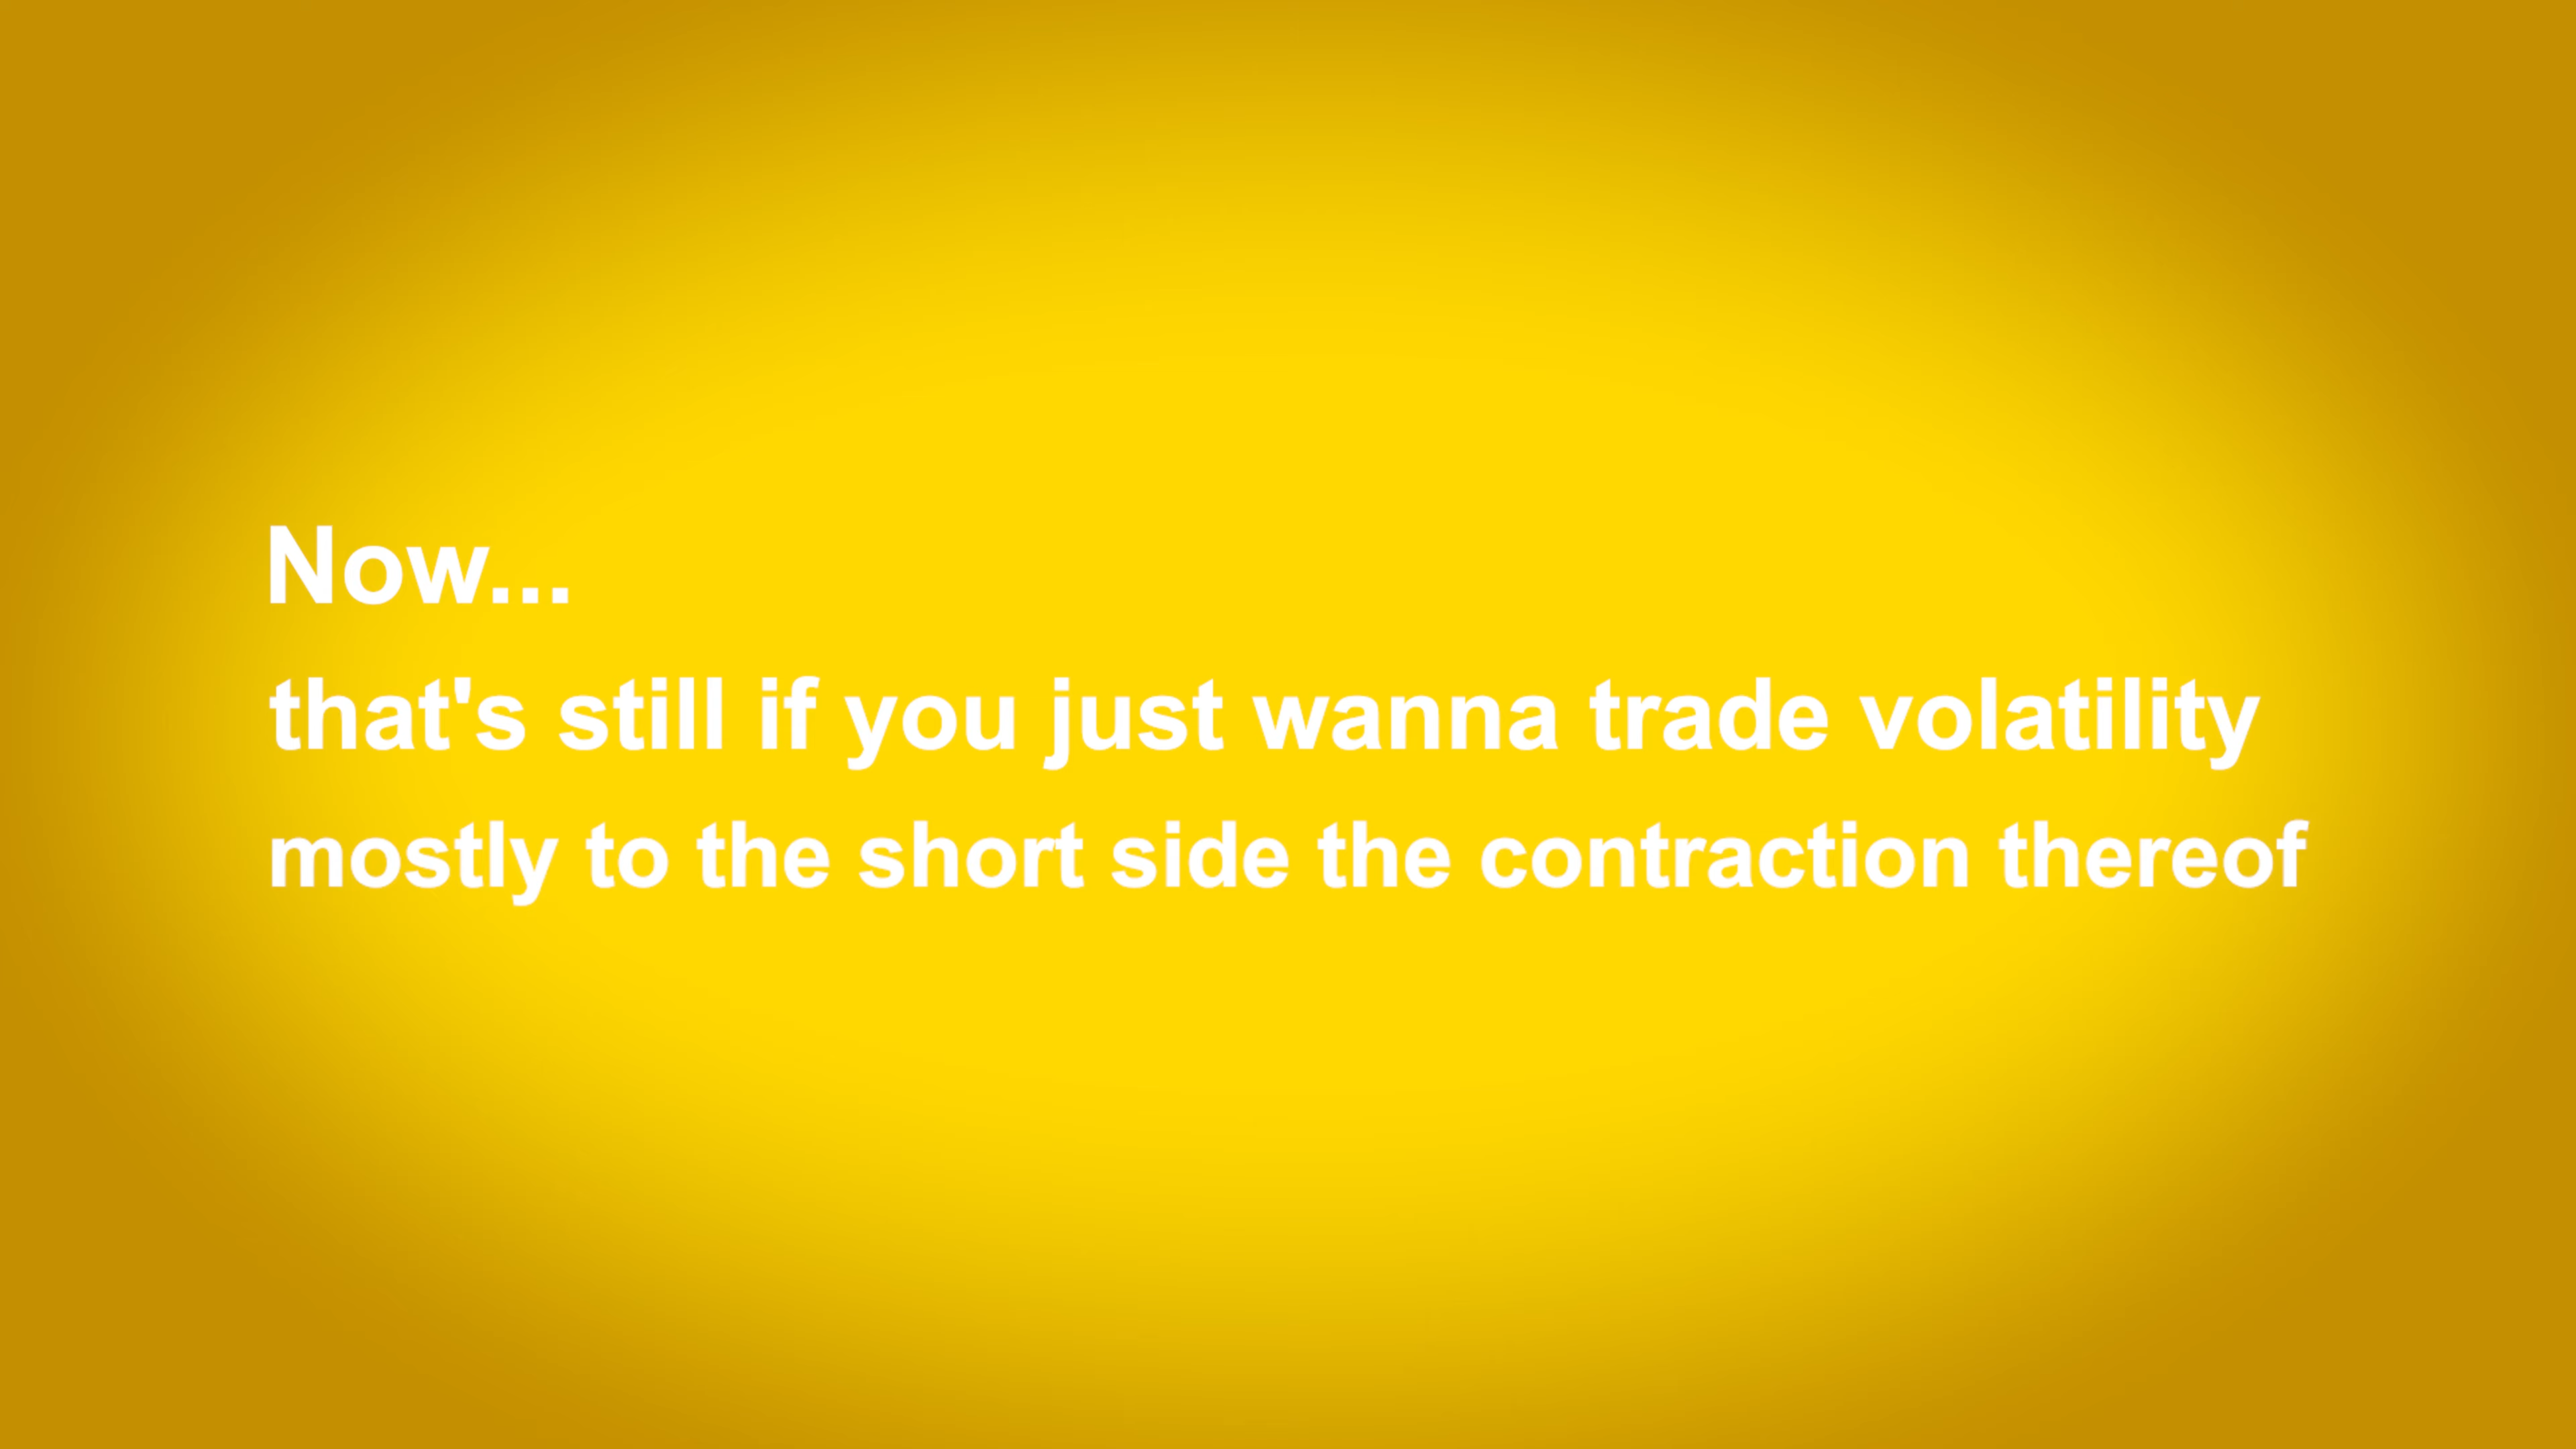 Now...
that's still if you just wanna trade volatility
mostly to the short side the contraction thereof